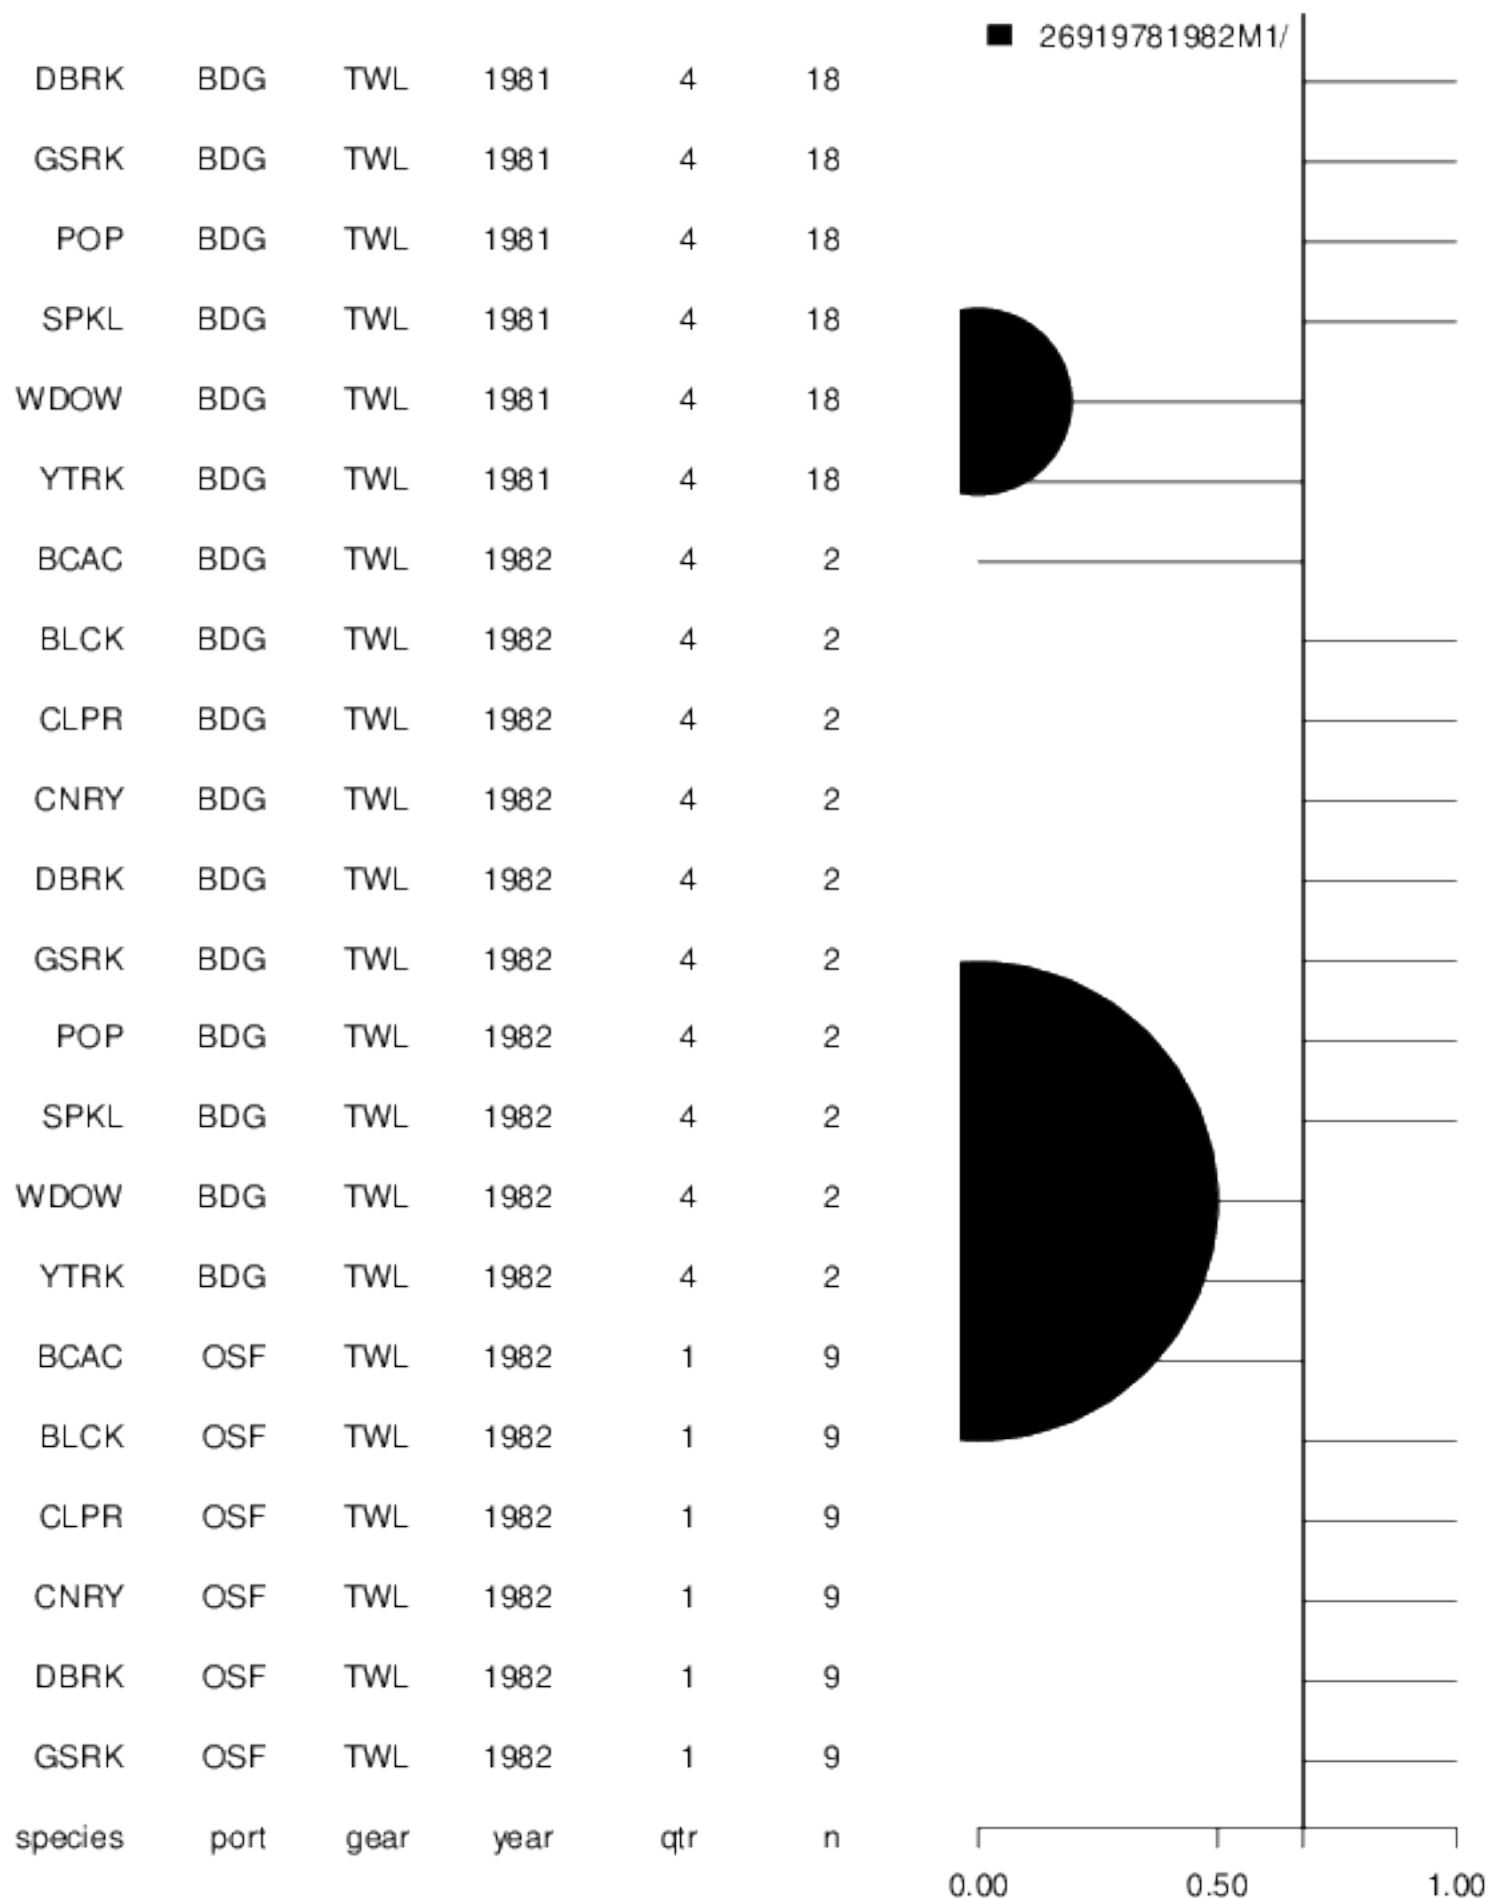 26919781982M1/
DBRK BDG TWL 1981 4 18
GSRK BDG TWL 1981 4 18
POP BDG TWL 1981 4 18
SPKL BDG TWL 1981 4 18
WDOW BDG TWL 1981 4 18
YTRK BDG TWL 1981 4 18
BCAC BDG TWL 1982 4 2
BLCK BDG TWL 1982 4 2
CLPR BDG TWL 1982 4 2
CNRY BDG TWL 1982 4 2
DBRK BDG TWL 1982 4 2
GSRK BDG TWL 1982 4 2
POP BDG TWL 1982 4 2
SPKL BDG TWL 1982 4 2
WDOW BDG TWL 1982 4 2
YTRK BDG TWL 1982 4 2
BCAC OSF TWL 1982 1 9
BLCK OSF TWL 1982 1 9
CLPR OSF TWL 1982 1 9
CNRY OSF TWL 1982 1 9
DBRK OSF TWL 1982 1 9
GSRK OSF TWL 1982 1 9
species port gear year qtr n
0.00 0.50 1.00